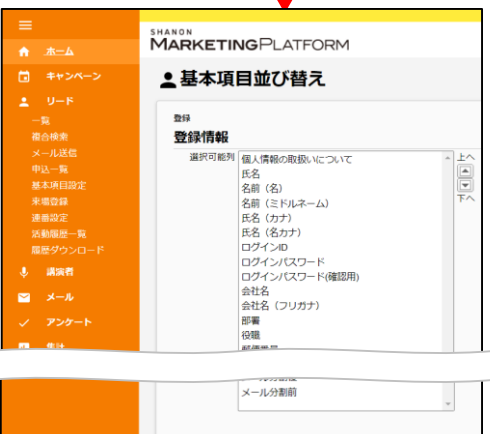 SHANON
MARKETINGPLATFORM
ホーム
キャンペーン
リード
一覧
複合検索
メール送信
申込一覧
基本項目設定
来場登録
連番設定
活動履歴一覧
履歴ダウンロード
講演者
メール
アンケート
集計
基本項目並び替え
登録
登録情報
選択可能列
個人情報の取扱いについて
氏名
名前（名）
名前（ミドルネーム）
氏名（カナ）
氏名（名カナ）
ログインID
ログインパスワード
ログインパスワード(確認用)
会社名
会社名（フリガナ）
部署
役職
郵便番号
メール分割前
上へ
下へ